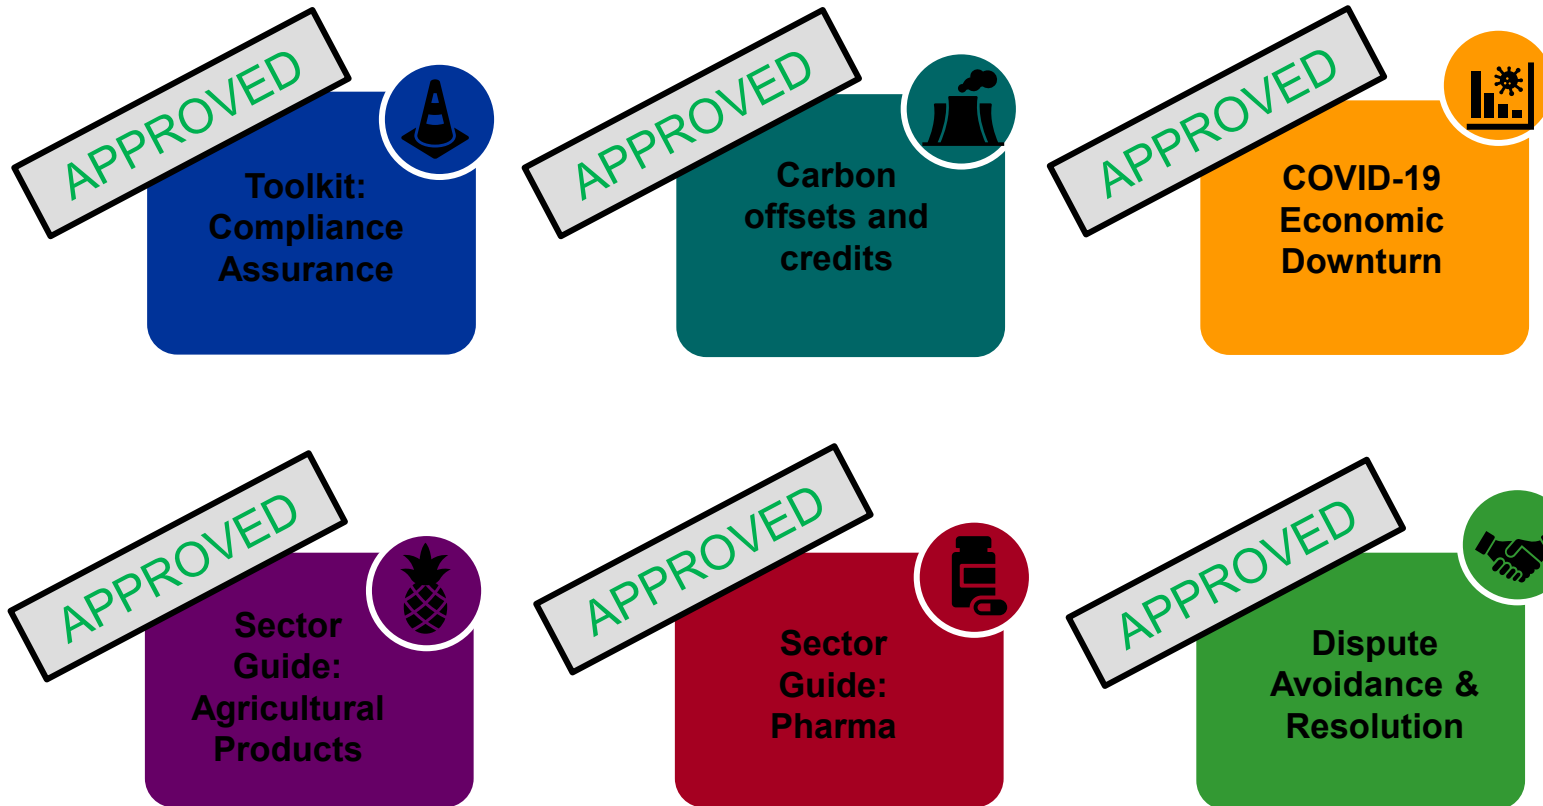 APPROVED
Toolkit:
Compliance
Assurance
APPROVED
Carbon
offsets and
credits
APPROVED
COVID-19
Economic
Downturn
APPROVED
Sector
Guide:
Agricultural
Products
APPROVED
Sector
Guide:
Pharma
APPROVED
Dispute
Avoidance &
Resolution